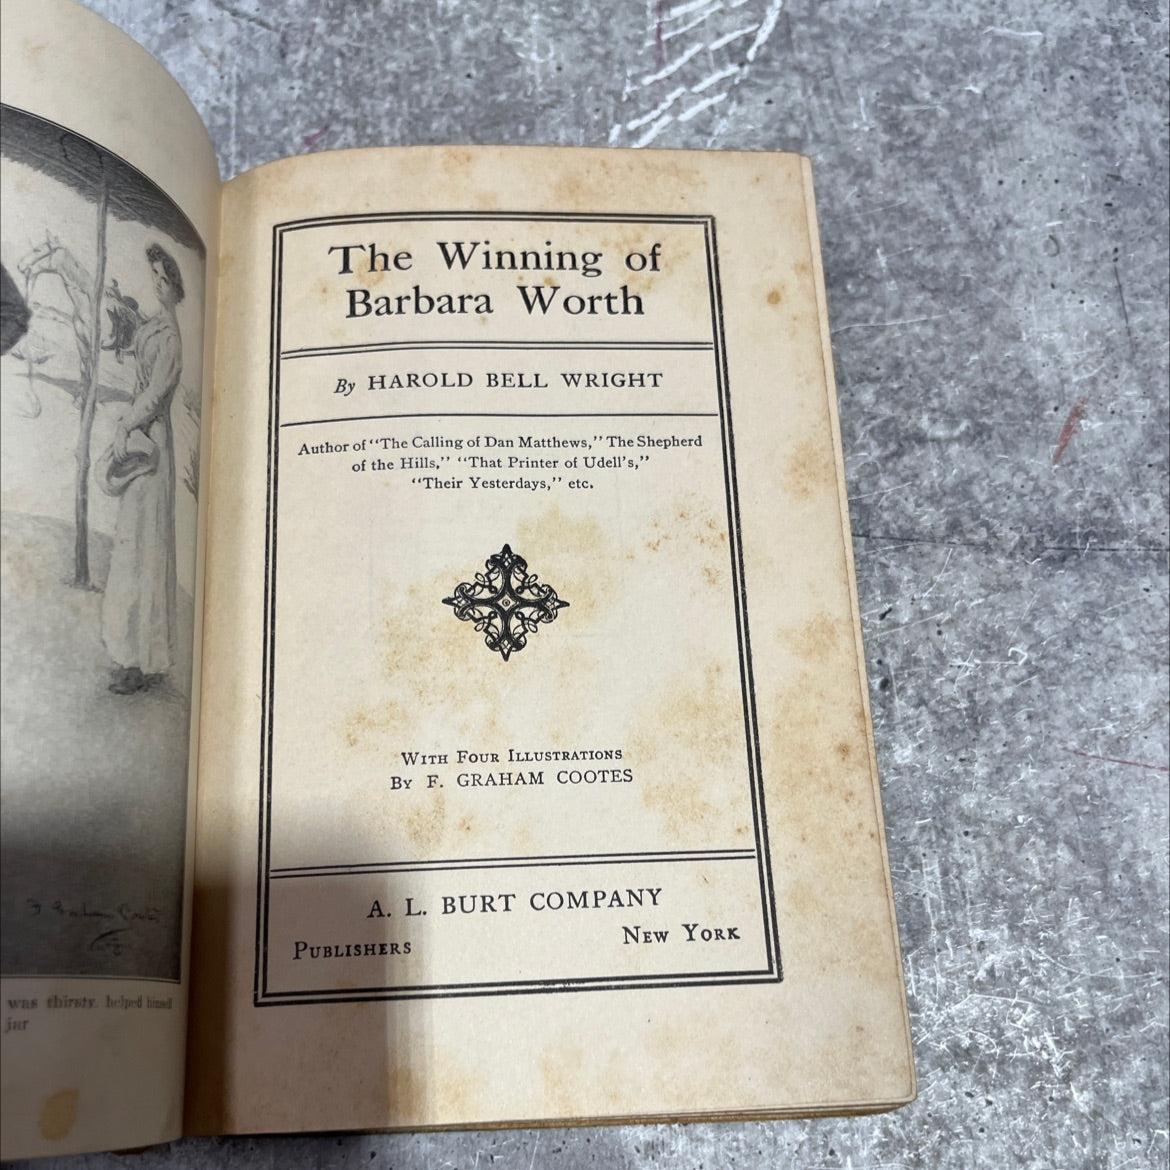 was thirsty, helped himself
jar
The Winning of
Barbara Worth
By HAROLD BELL WRIGHT
Author of "The Calling of Dan Matthews," The Shepherd
of the Hills," "That Printer of Udell's,"
"Their Yesterdays," etc.
With Four Illustrations
By F. GRAHAM COOTES
A. L. BURT COMPANY
Publishers New York